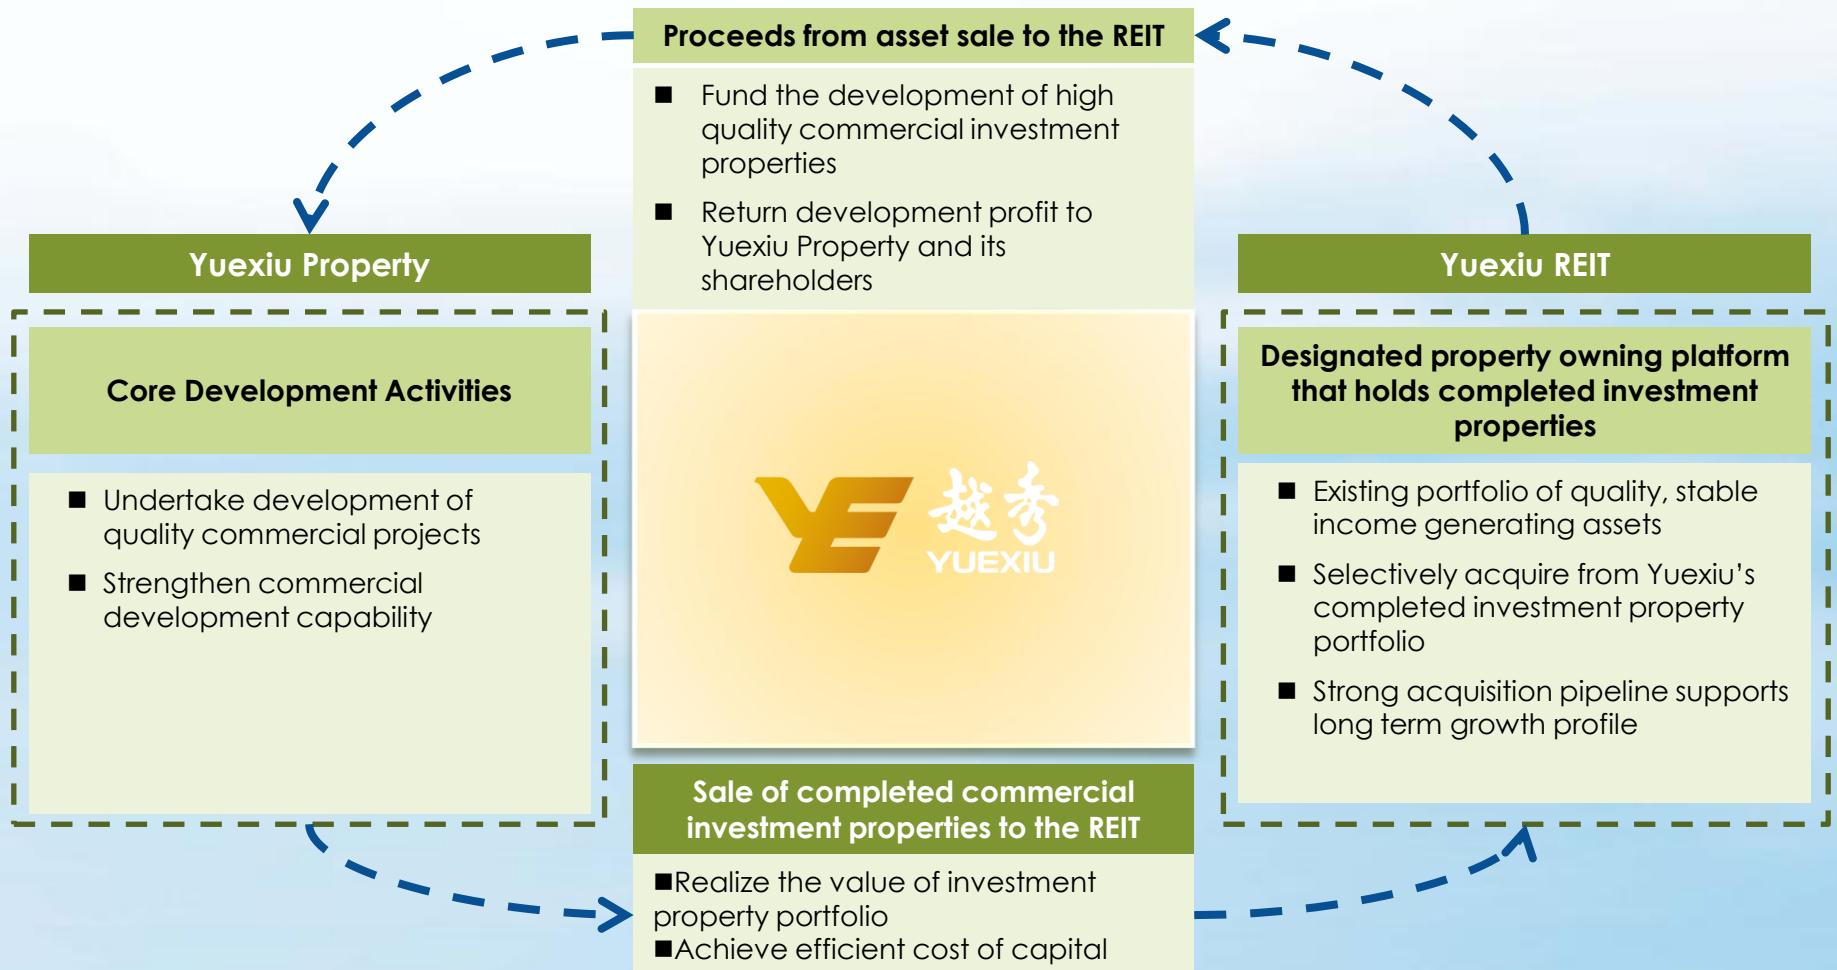 Proceeds from asset sale to the REIT
■ Fund the development of high
quality commercial investment
properties
■ Return development profit to
Yuexiu Property and its
shareholders
Yuexiu Property
Core Development Activities
■ Undertake development of
quality commercial projects
■ Strengthen commercial
development capability
YE 越秀
YUEXIU
Yuexiu REIT
Designated property owning platform
that holds completed investment
properties
■ Existing portfolio of quality, stable
income generating assets
■ Selectively acquire from Yuexiu’s
completed investment property
portfolio
■ Strong acquisition pipeline supports
long term growth profile
Sale of completed commercial
investment properties to the REIT
■Realize the value of investment
property portfolio
■Achieve efficient cost of capital